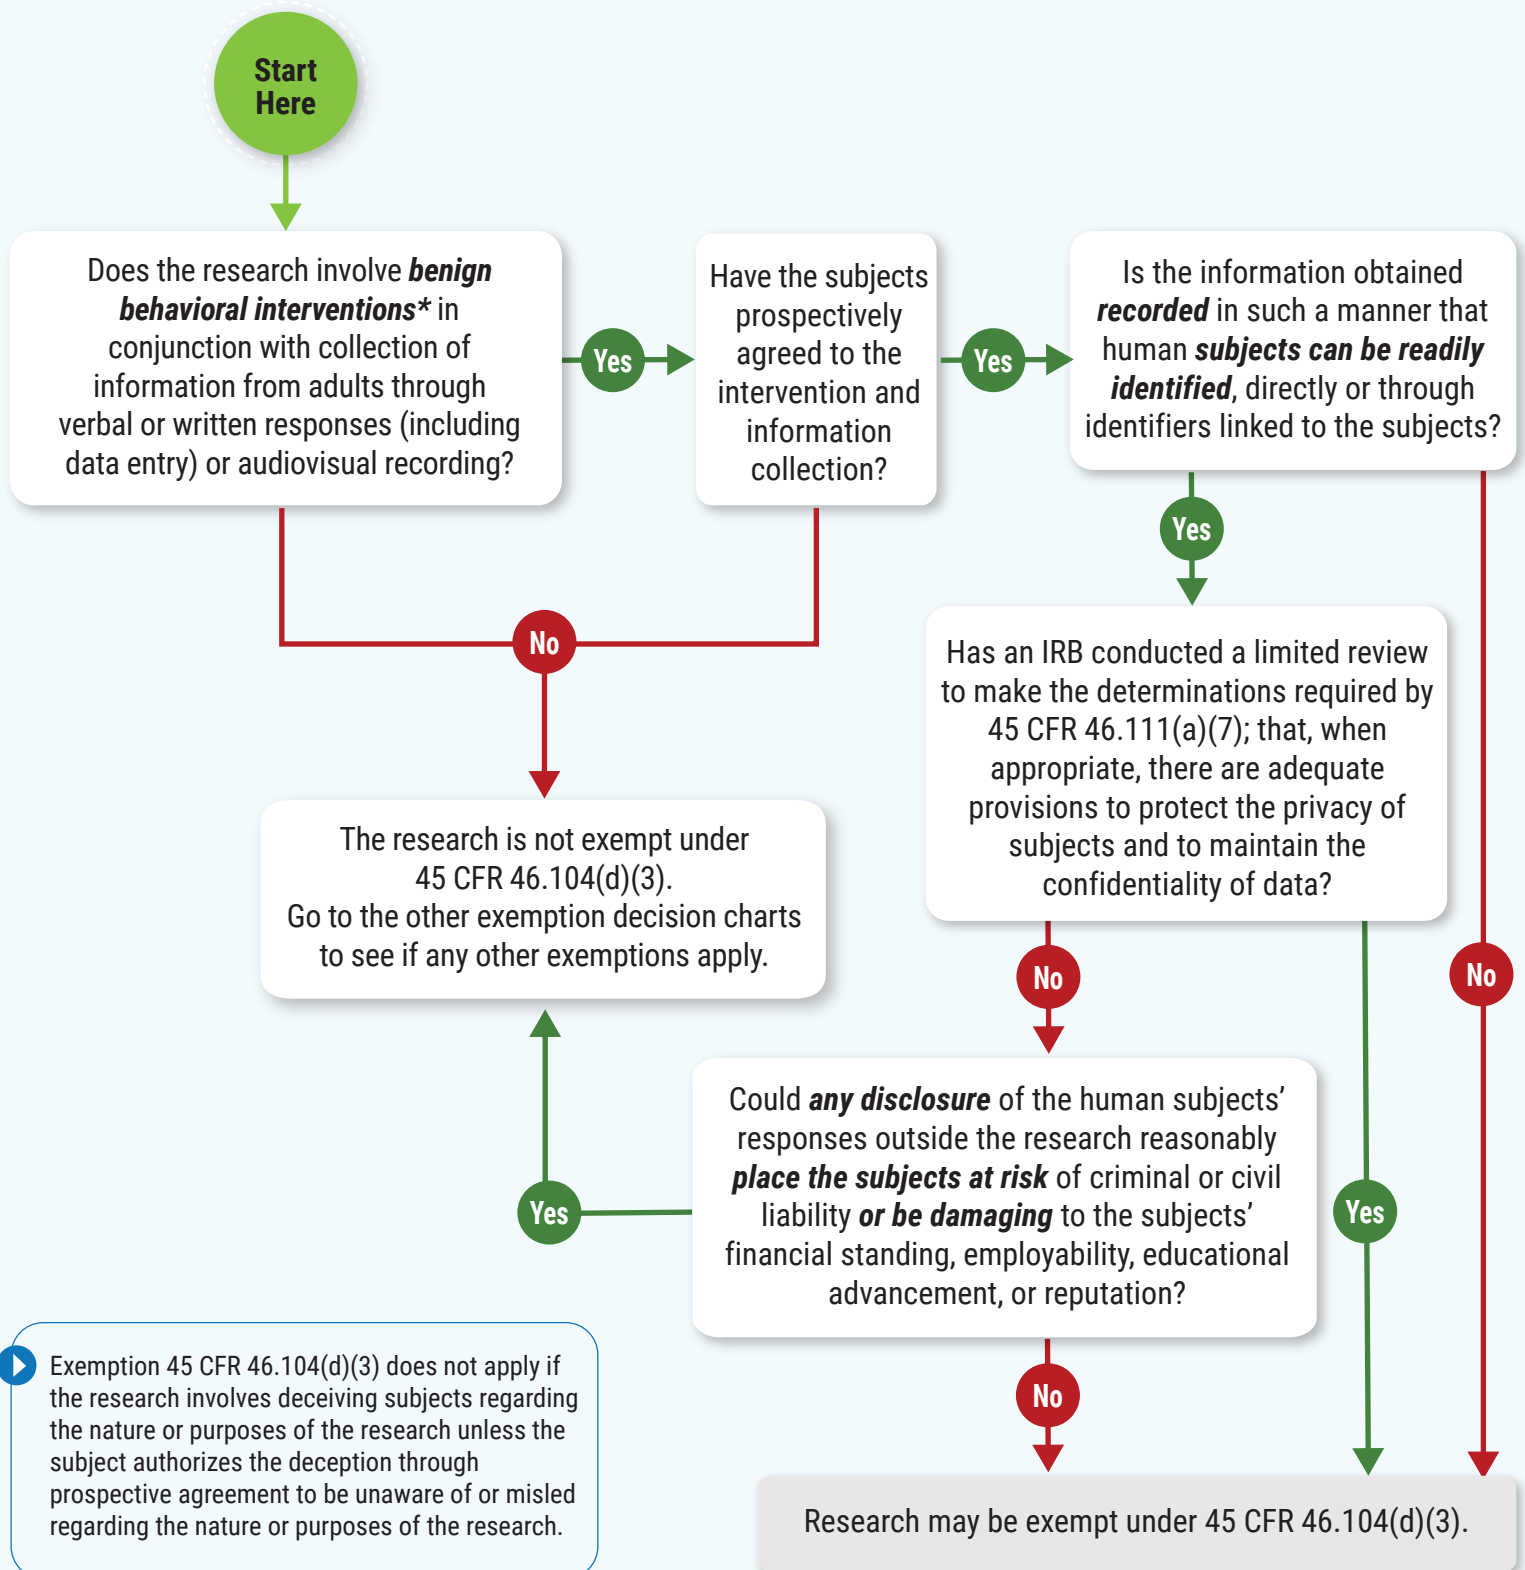 Start
Here
Does the research involve benign
behavioral interventions* in
conjunction with collection of
information from adults through
verbal or written responses (including
data entry) or audiovisual recording?
Yes
Have the subjects
prospectively
agreed to the
intervention and
information
collection?
Yes
Is the information obtained
recorded in such a manner that
human subjects can be readily
identified, directly or through
identifiers linked to the subjects?
Yes
No
Has an IRB conducted a limited review
to make the determinations required by
45 CFR 46.111(a)(7); that, when
appropriate, there are adequate
provisions to protect the privacy of
subjects and to maintain the
confidentiality of data?
The research is not exempt under
45 CFR 46.104(d)(3).
Go to the other exemption decision charts
to see if any other exemptions apply.
No
No
Could any disclosure of the human subjects’
responses outside the research reasonably
place the subjects at risk of criminal or civil
liability or be damaging to the subjects’
financial standing, employability, educational
advancement, or reputation?
Yes
Yes
No
Exemption 45 CFR 46.104(d)(3) does not apply if
the research involves deceiving subjects regarding
the nature or purposes of the research unless the
subject authorizes the deception through
prospective agreement to be unaware of or misled
regarding the nature or purposes of the research.
Research may be exempt under 45 CFR 46.104(d)(3).